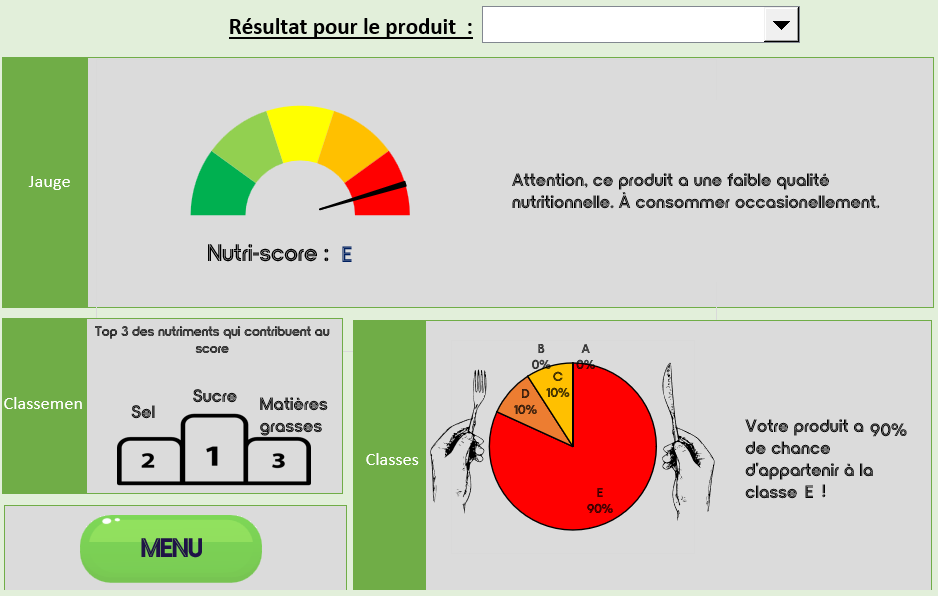 Résultat pour le produit :
Jauge
Attention, ce produit a une faible qualité
nutritionnelle. À consommer occasionellement.
Nutri-score : E
Classemen
Top 3 des nutriments qui contribuent au
score
Sel
Sucre
Matières
grasses
2
1
3
MENU
Classes
B
0%
A
0%
C
10%
D
10%
E
90%
Votre produit a 90%
de chance
d'appartenir à la
classe E !